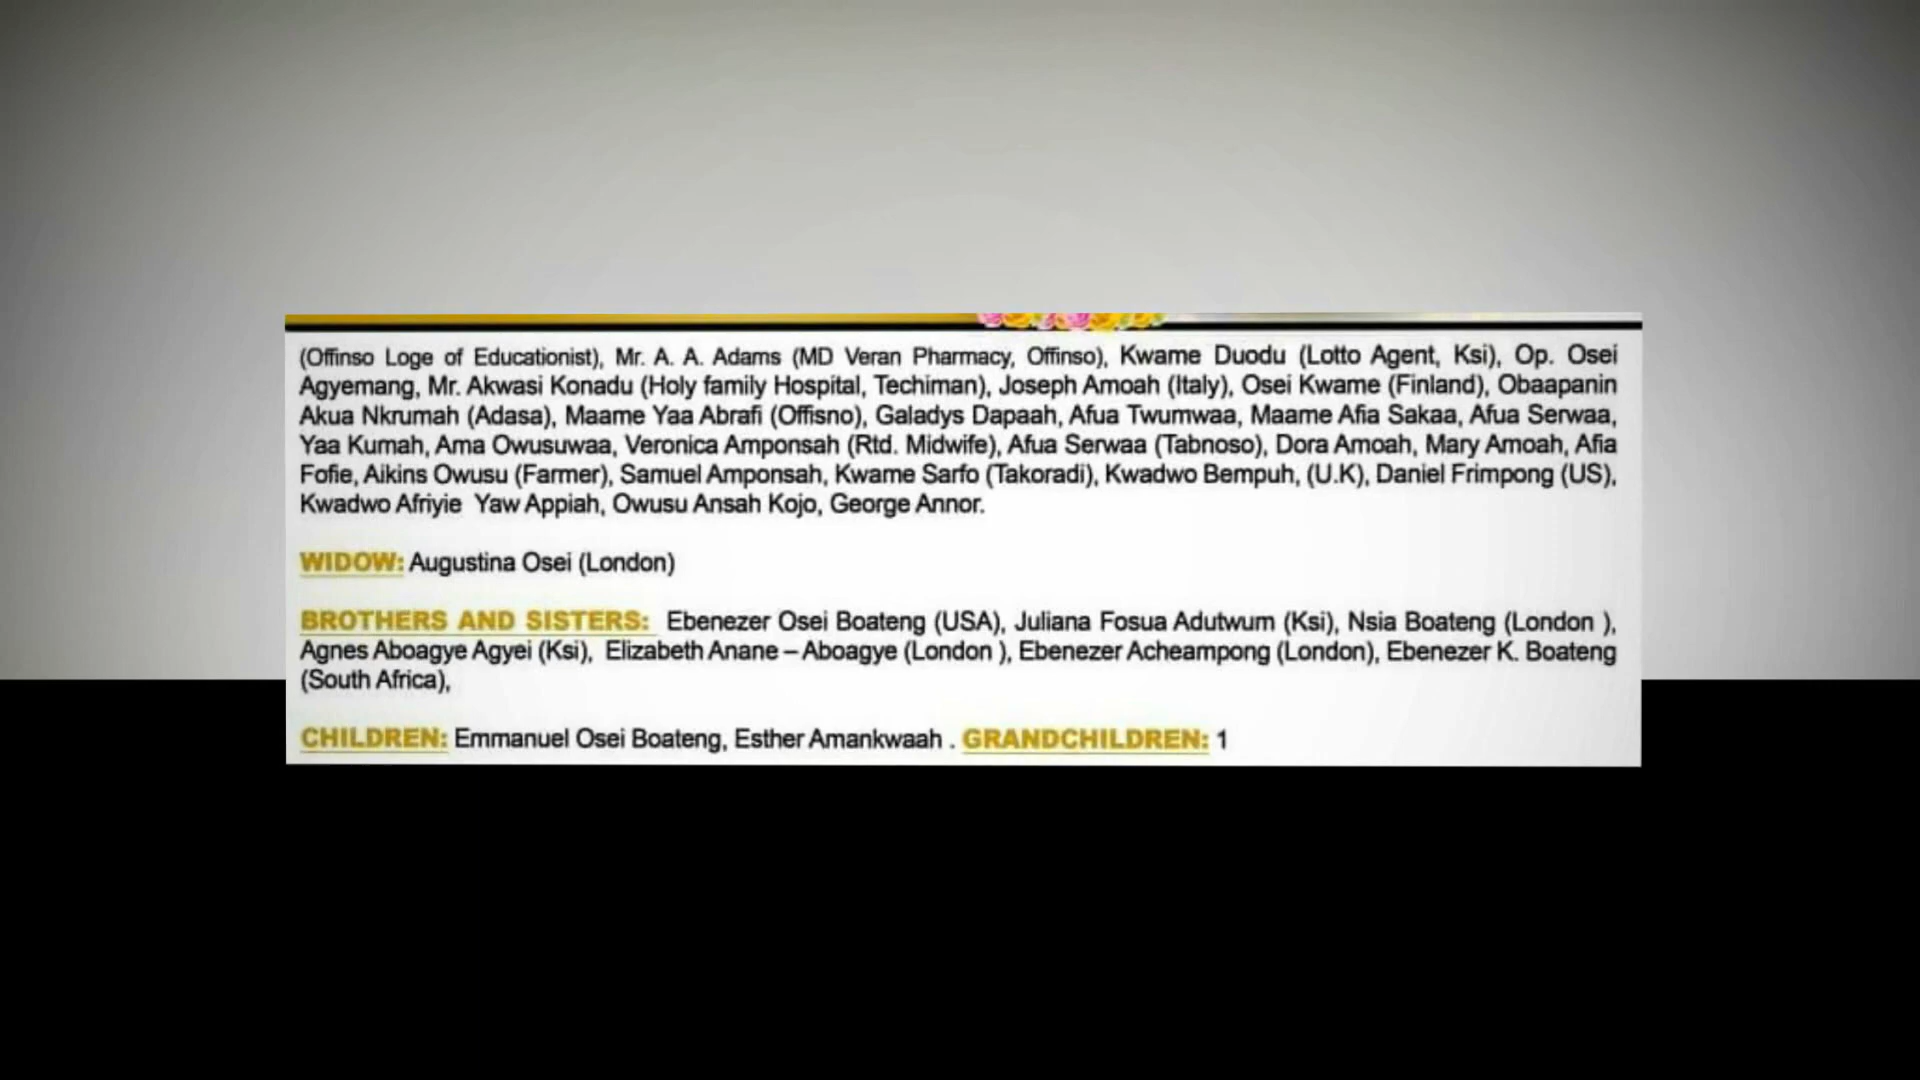 (Offinso Loge of Educationist), Mr. A. A. Adams (MD Veran Pharmacy, Offinso), Kwame Duodu (Lotto Agent, Ksi), Op. Osei
Agyemang, Mr. Akwasi Konadu (Holy family Hospital, Techiman), Joseph Amoah (Italy), Osei Kwame (Finland), Obaapanin
Akua Nkrumah (Adasa), Maame Yaa Abrafi (Offisno), Galadys Dapaah, Afua Twumwaa, Maame Afia Sakaa, Afua Serwaa,
Yaa Kumah, Ama Owusuwaa, Veronica Amponsah (Rtd. Midwife), Afua Serwaa (Tabnoso), Dora Amoah, Mary Amoah, Afia
Fofie, Aikins Owusu (Farmer), Samuel Amponsah, Kwame Sarfo (Takoradi), Kwadwo Bempuh, (U.K), Daniel Frimpong (US),
Kwadwo Afriyie Yaw Appiah, Owusu Ansah Kojo, George Annor.
WIDOW: Augustina Osei (London)
BROTHERS AND SISTERS: Ebenezer Osei Boateng (USA), Juliana Fosua Adutwum (Ksi), Nsia Boateng (London ),
Agnes Aboagye Agyei (Ksi), Elizabeth Anane – Aboagye (London ), Ebenezer Acheampong (London), Ebenezer K. Boateng
(South Africa),
CHILDREN: Emmanuel Osei Boateng, Esther Amankwaah . GRANDCHILDREN: 1